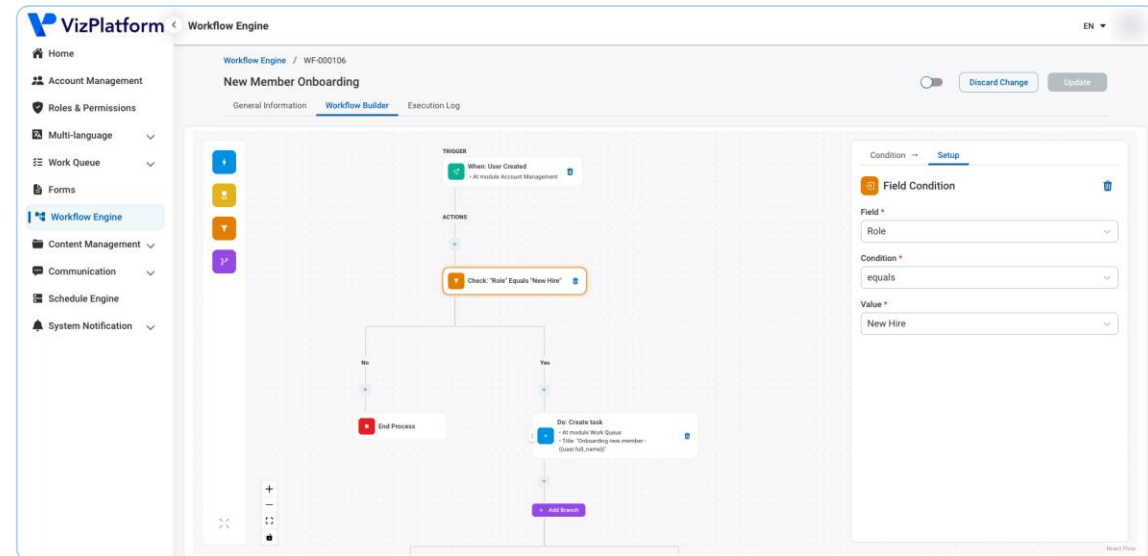 VizPlatform
Workflow Engine
EN
Home
Account Management
Roles & Permissions
Multi-language
Work Queue
Forms
Workflow Engine
Content Management
Communication
Schedule Engine
System Notification
Workflow Engine / WF-000106
New Member Onboarding
Discard Change
Update
General Information
Workflow Builder
Execution Log
TRIGGER
When: User Created
• At module Account Management
ACTIONS
Check: "Role" Equals "New Hire"
No
Yes
End Process
Do: Create task
• At module Work Queue
• Title: "Onboarding new member -
{{user.full_name}}"
+ Add Branch
Condition → Setup
Field Condition
Field *
Role
Condition *
equals
Value *
New Hire
React Flow